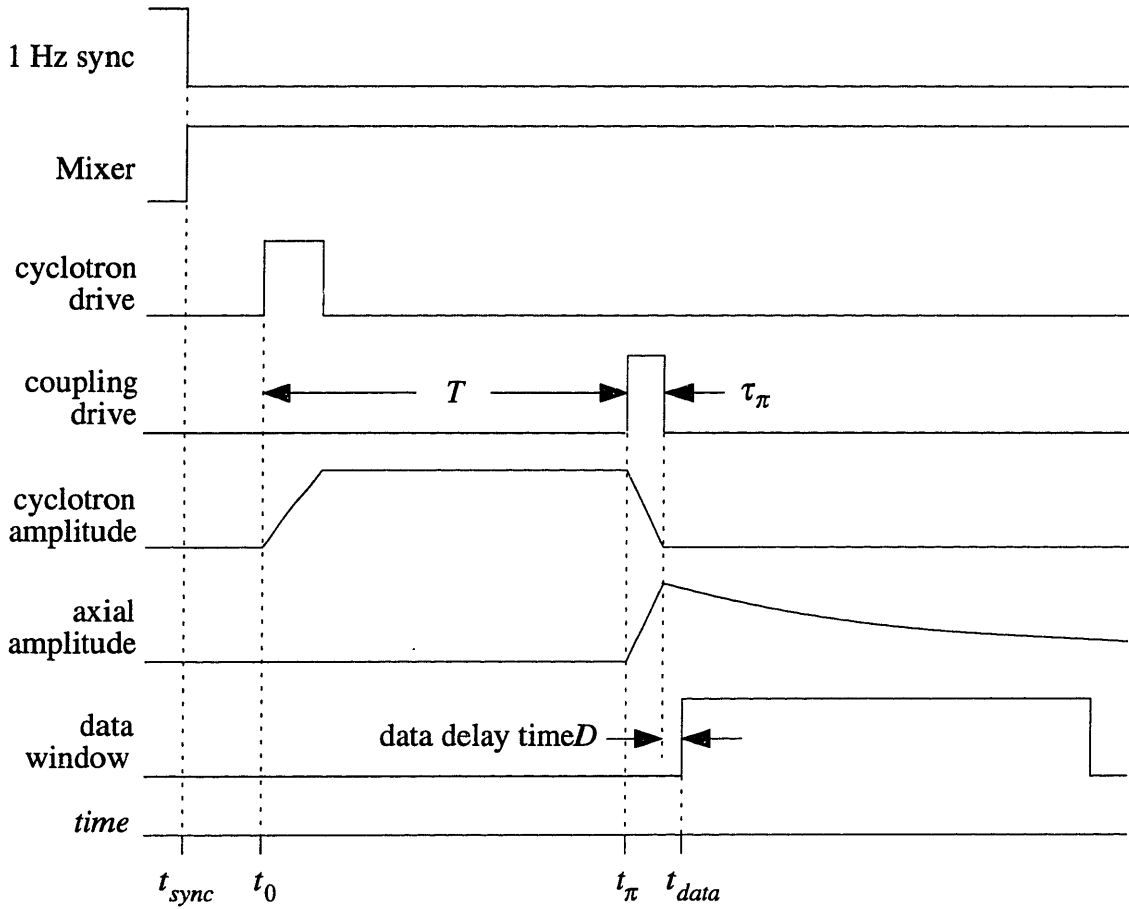 1 Hz sync
Mixer
cyclotron
drive
coupling
drive
T
τπ
cyclotron
amplitude
axial
amplitude
data
window
data delay timeD
time
tsync
t0
tπ
tdata